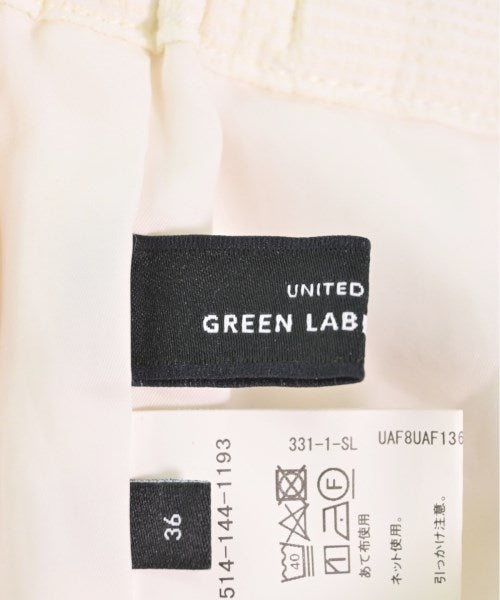 UNITED
GREEN LAB
331-1-SL
UAF8UAF136
3514-144-1193
36
40
F
あて布使用
ネット使用。
引っかけ注意。